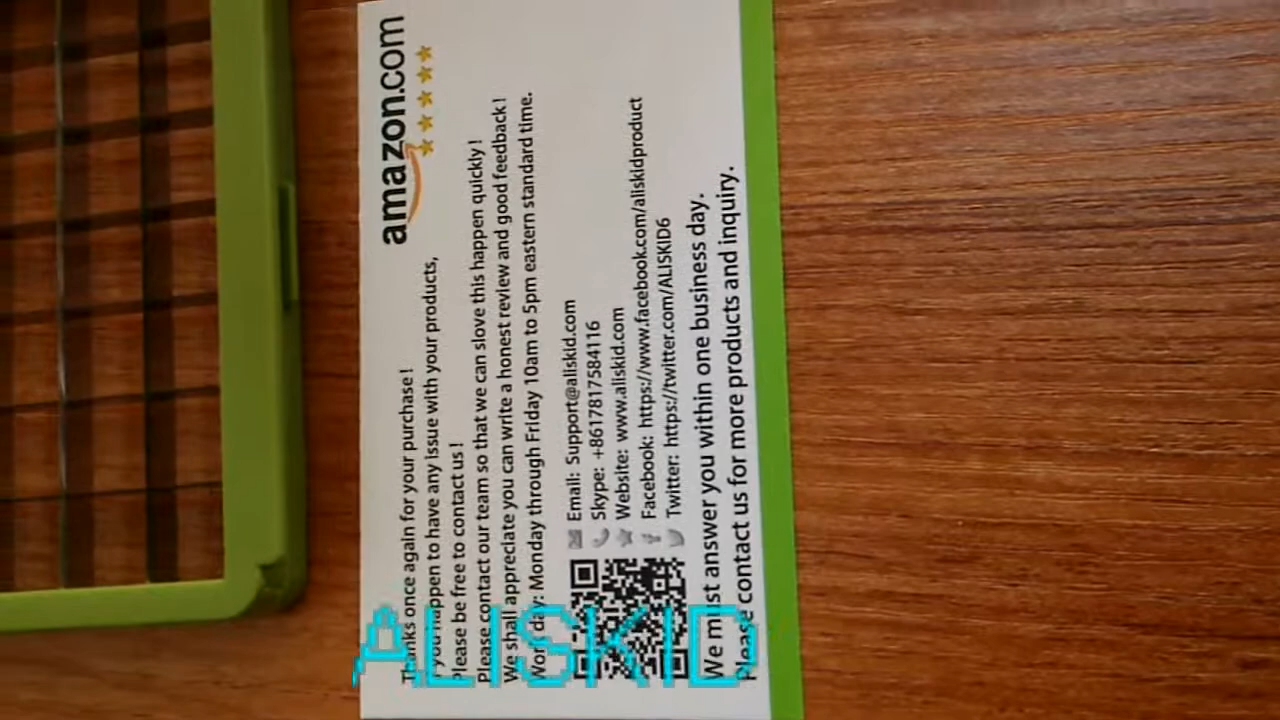 amazon.com
Thanks once again for your purchase!
If you happen to have any issue with your products,
Please be free to contact us!
Please contact our team so that we can slove this happen quickly!
We shall appreciate you can write a honest review and good feedback!
Work day: Monday through Friday 10am to 5pm eastern standard time.
Email: Support@aliskid.com
Skype: +8617817584116
Website: www.aliskid.com
Facebook: https://www.facebook.com/aliskidproduct
Twitter: https://twitter.com/ALISKID6
We must answer you within one business day.
Please contact us for more products and inquiry.
ALISKID